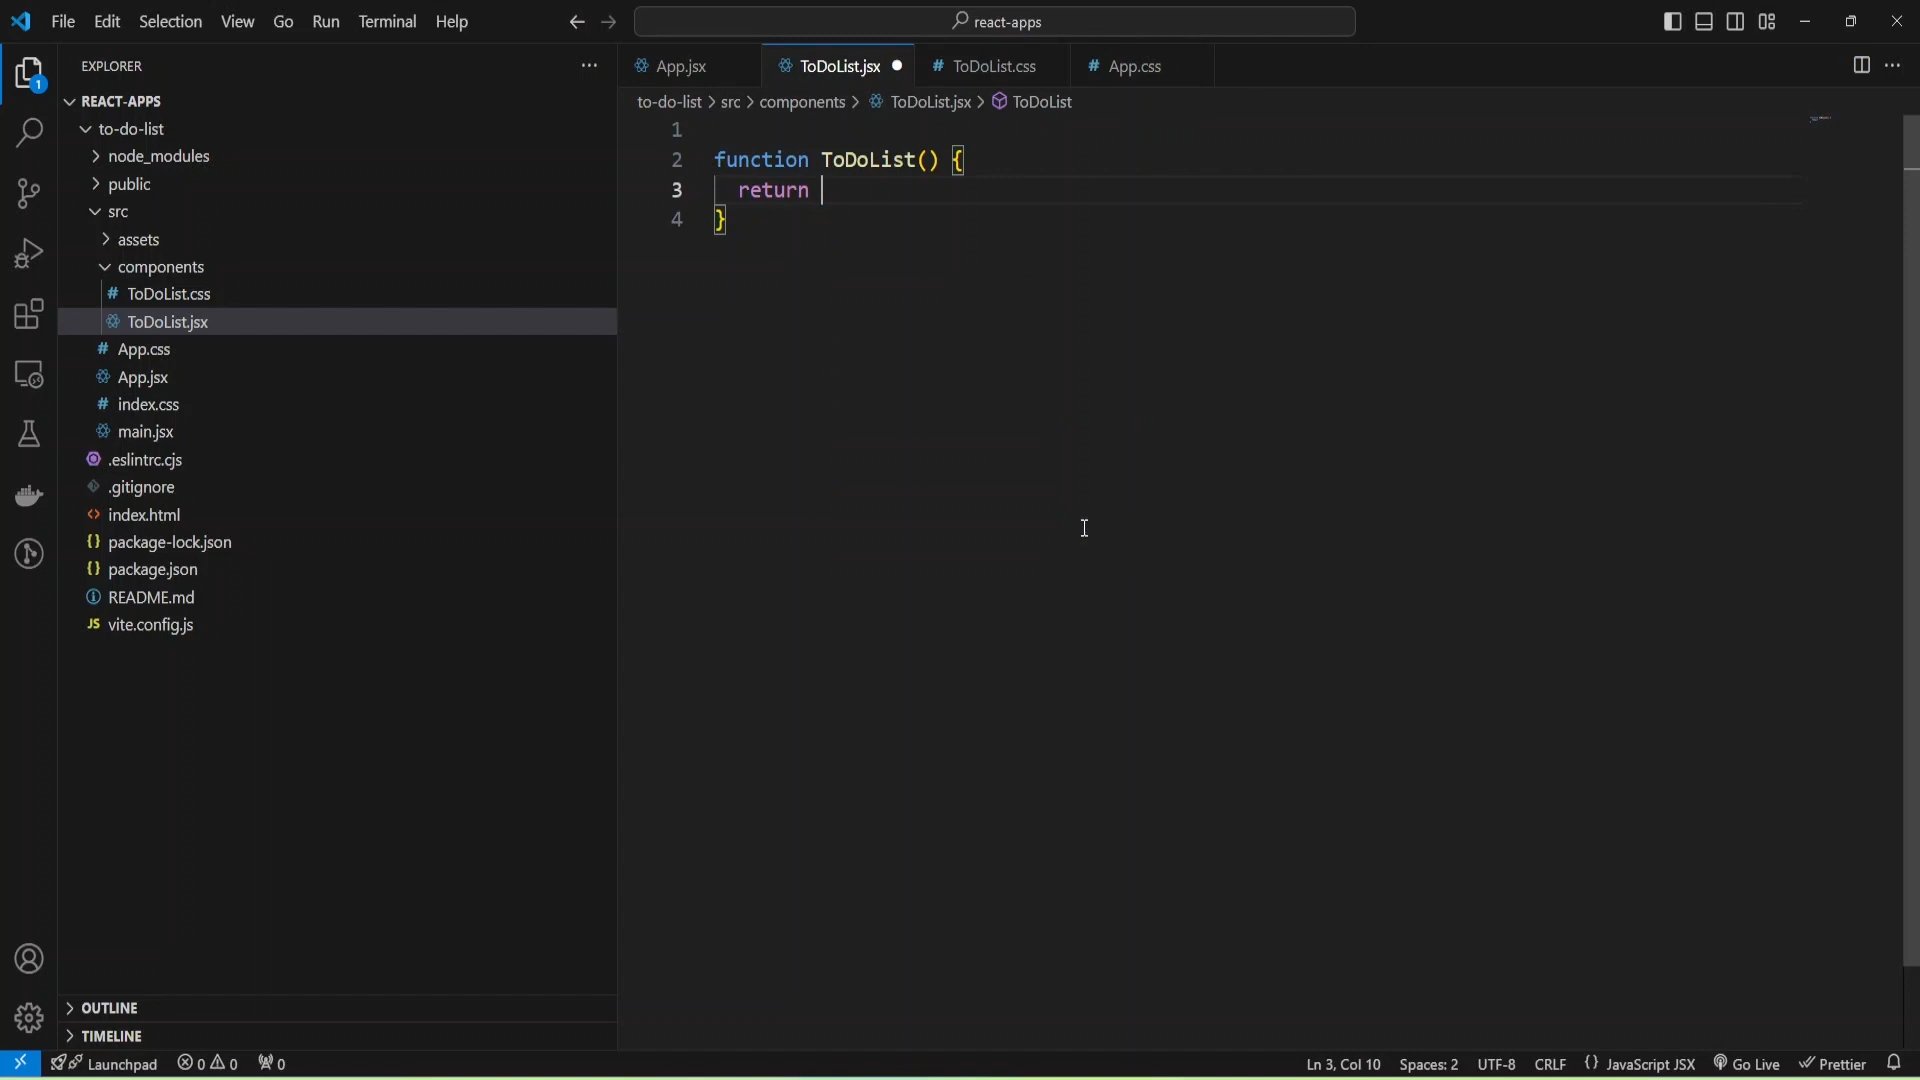 File Edit Selection View Go Run Terminal Help
react-apps
EXPLORER
App.jsx
ToDoList.jsx
ToDoList.css
App.css
REACT-APPS
to-do-list > src > components > ToDoList.jsx > ToDoList
to-do-list
node_modules
public
src
assets
components
ToDoList.css
ToDoList.jsx
App.css
App.jsx
index.css
main.jsx
.eslintrc.cjs
.gitignore
index.html
package-lock.json
package.json
README.md
JS vite.config.js
1
2 function ToDoList() {
3 return
4 }
1
OUTLINE
TIMELINE
Launchpad 0 0 0
Ln 3, Col 10 Spaces: 2 UTF-8 CRLF {} JavaScript JSX Go Live Prettier